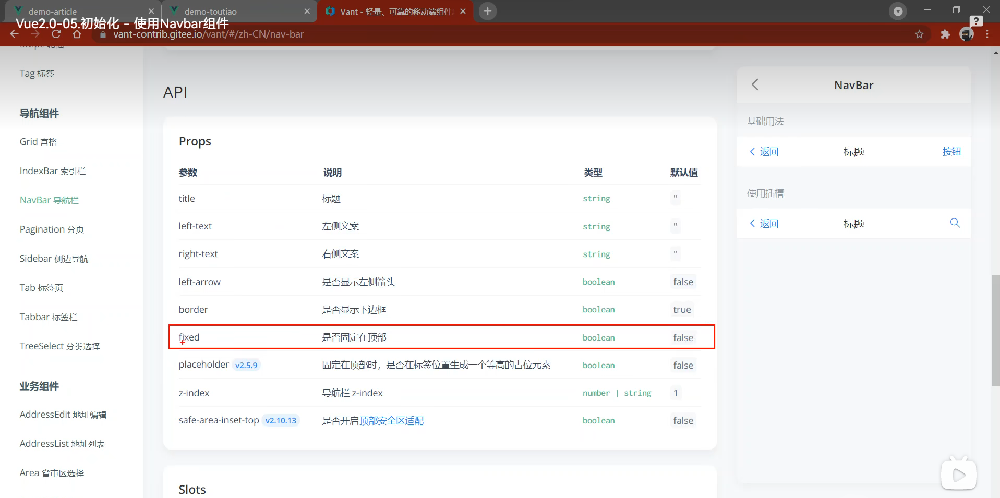 demo-article
demo-toutiao
Vant - 轻量、可靠的移动端组件
Vue2.0-05.初始化 - 使用Navbar组件
vant-contrib.gitee.io/vant/#/zh-CN/nav-bar
?
Swipe 轮播
Tag 标签
导航组件
Grid 宫格
IndexBar 索引栏
NavBar 导航栏
Pagination 分页
Sidebar 侧边导航
Tab 标签页
Tabbar 标签栏
TreeSelect 分类选择
业务组件
AddressEdit 地址编辑
AddressList 地址列表
Area 省市区选择
API
Props
参数 说明 类型 默认值
title 标题 string ''
left-text 左侧文案 string ''
right-text 右侧文案 string ''
left-arrow 是否显示左侧箭头 boolean false
border 是否显示下边框 boolean true
fixed 是否固定在顶部 boolean false
placeholder v2.5.9 固定在顶部时，是否在标签位置生成一个等高的占位元素 boolean false
z-index 导航栏 z-index number | string 1
safe-area-inset-top v2.10.13 是否开启顶部安全区适配 boolean false
Slots
NavBar
基础用法
返回 标题 按钮
使用插槽
返回 标题